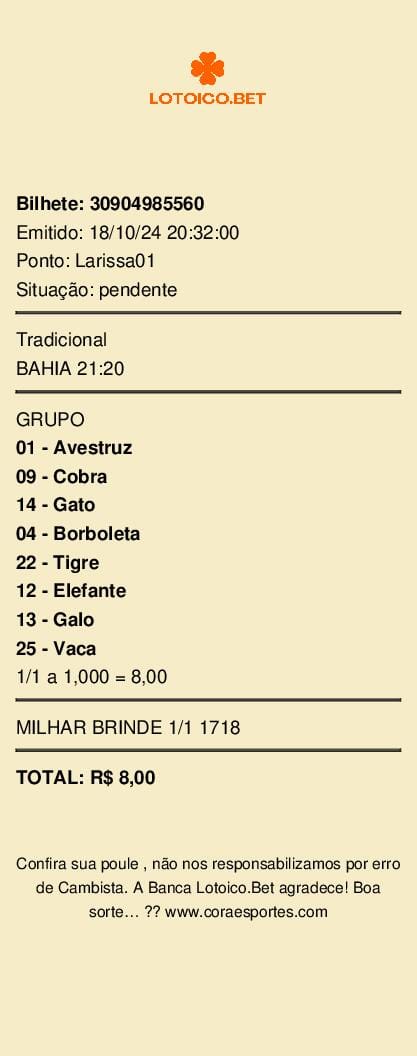 LOTOICO.BET
Bilhete: 30904985560
Emitido: 18/10/24 20:32:00
Ponto: Larissa01
Situação: pendente
Tradicional
BAHIA 21:20
GRUPO
01 - Avestruz
09 - Cobra
14 - Gato
04 - Borboleta
22 - Tigre
12 - Elefante
13 - Galo
25 - Vaca
1/1 a 1,000 = 8,00
MILHAR BRINDE 1/1 1718
TOTAL: R$ 8,00
Confira sua poule , não nos responsabilizamos por erro
de Cambista. A Banca Lotoico.Bet agradece! Boa
sorte... ?? www.coraesportes.com